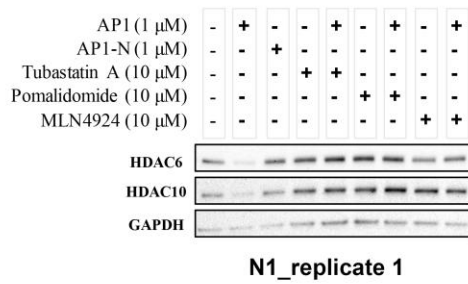 AP1 (1 μM) - + - - + - + - +
AP1-N (1 μM) - - + - - - - - -
Tubastatin A (10 μM) - - - + + - - - -
Pomalidomide (10 μM) - - - - - + + - -
MLN4924 (10 μM) - - - - - - - + +
HDAC6
HDAC10
GAPDH
N1_replicate 1